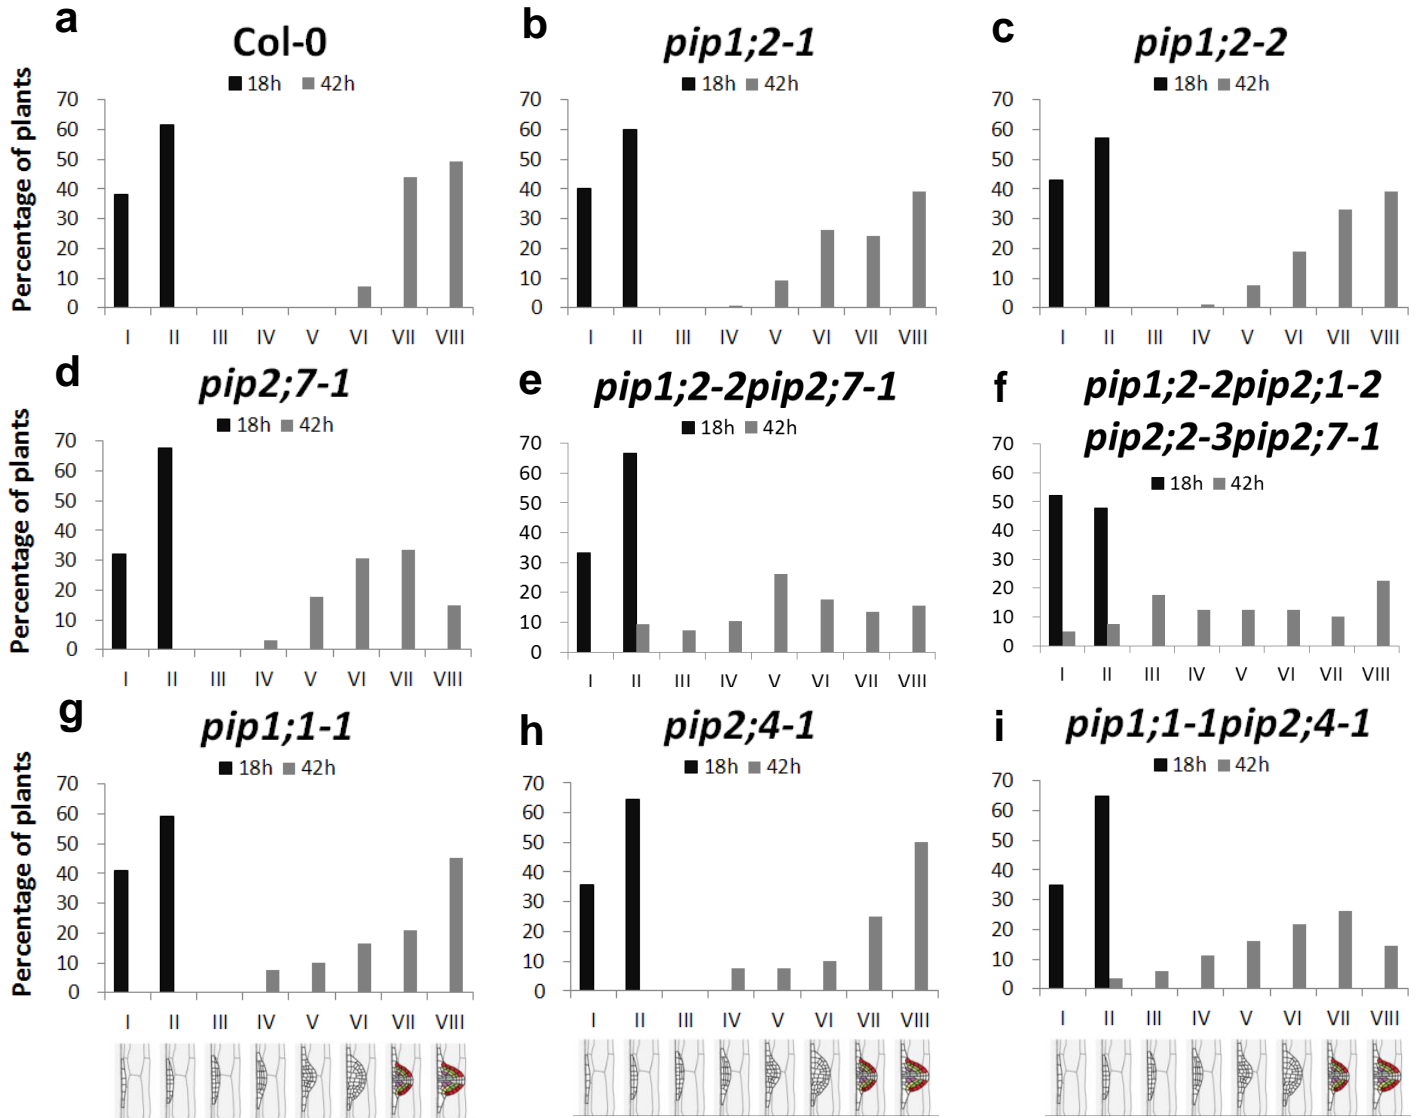 a
Col-0
18h 42h
Percentage of plants
70
60
50
40
30
20
10
0
I II III IV V VI VII VIII
b
pip1;2-1
18h 42h
70
60
50
40
30
20
10
0
I II III IV V VI VII VIII
c
pip1;2-2
18h 42h
70
60
50
40
30
20
10
0
I II III IV V VI VII VIII
d
pip2;7-1
18h 42h
Percentage of plants
70
60
50
40
30
20
10
0
I II III IV V VI VII VIII
e
pip1;2-2pip2;7-1
18h 42h
70
60
50
40
30
20
10
0
I II III IV V VI VII VIII
f
pip1;2-2pip2;1-2
pip2;2-3pip2;7-1
18h 42h
70
60
50
40
30
20
10
0
I II III IV V VI VII VIII
g
pip1;1-1
18h 42h
Percentage of plants
70
60
50
40
30
20
10
0
I II III IV V VI VII VIII
h
pip2;4-1
18h 42h
70
60
50
40
30
20
10
0
I II III IV V VI VII VIII
i
pip1;1-1pip2;4-1
18h 42h
70
60
50
40
30
20
10
0
I II III IV V VI VII VIII